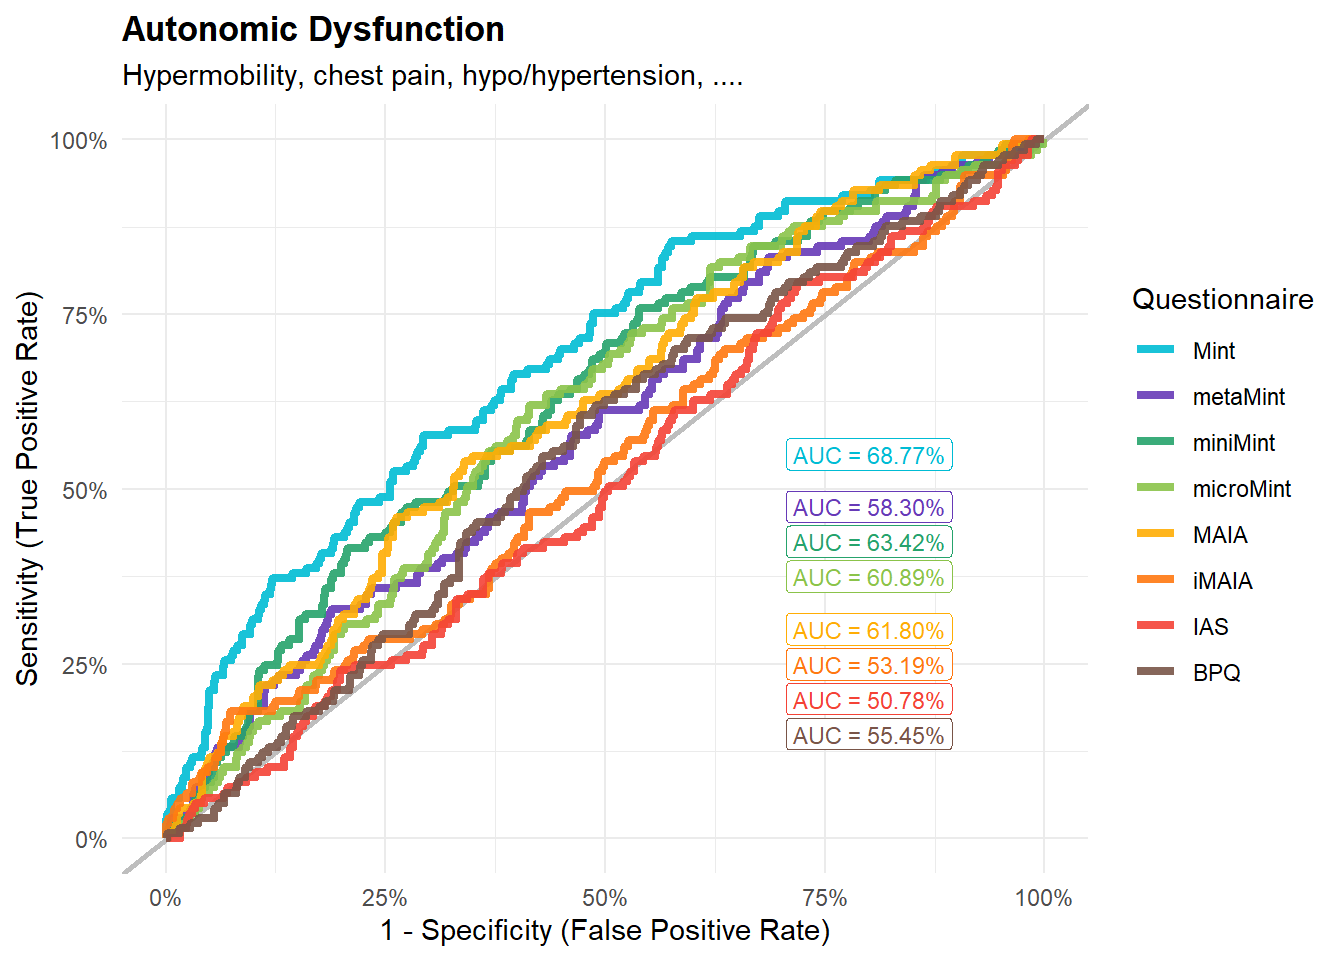 Autonomic Dysfunction
Hypermobility, chest pain, hypo/hypertension, ....
Sensitivity (True Positive Rate)
100%
75%
50%
25%
0%
AUC = 68.77%
AUC = 58.30%
AUC = 63.42%
AUC = 60.89%
AUC = 61.80%
AUC = 53.19%
AUC = 50.78%
AUC = 55.45%
0%
25%
50%
75%
100%
1 - Specificity (False Positive Rate)
Questionnaire
Mint
metaMint
miniMint
microMint
MAIA
iMAIA
IAS
BPQ